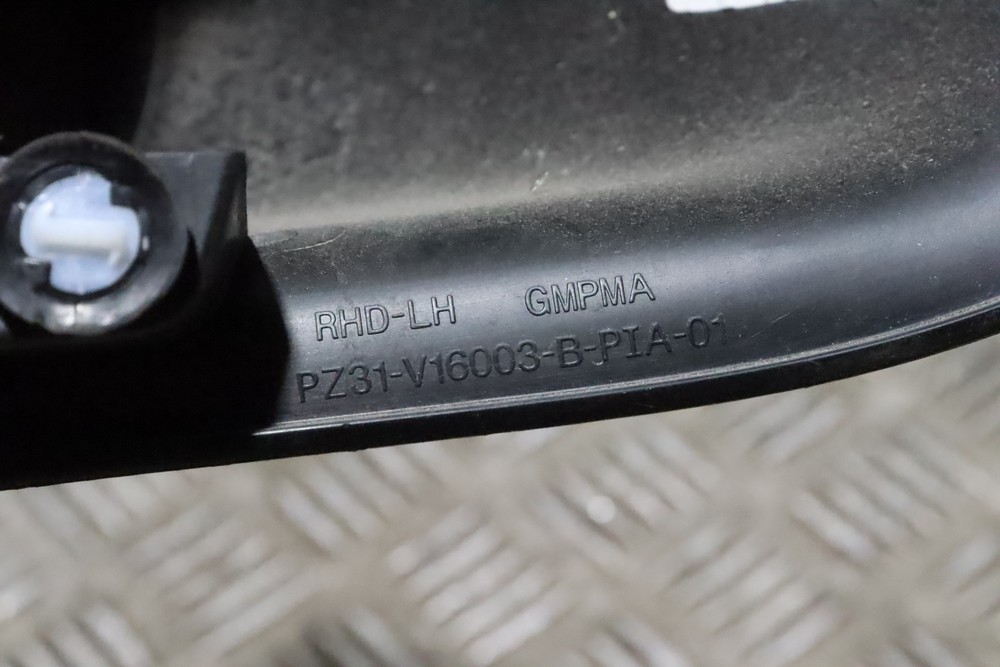 RHD-LH GMPMA
PZ31-V16003-B-PIA-01